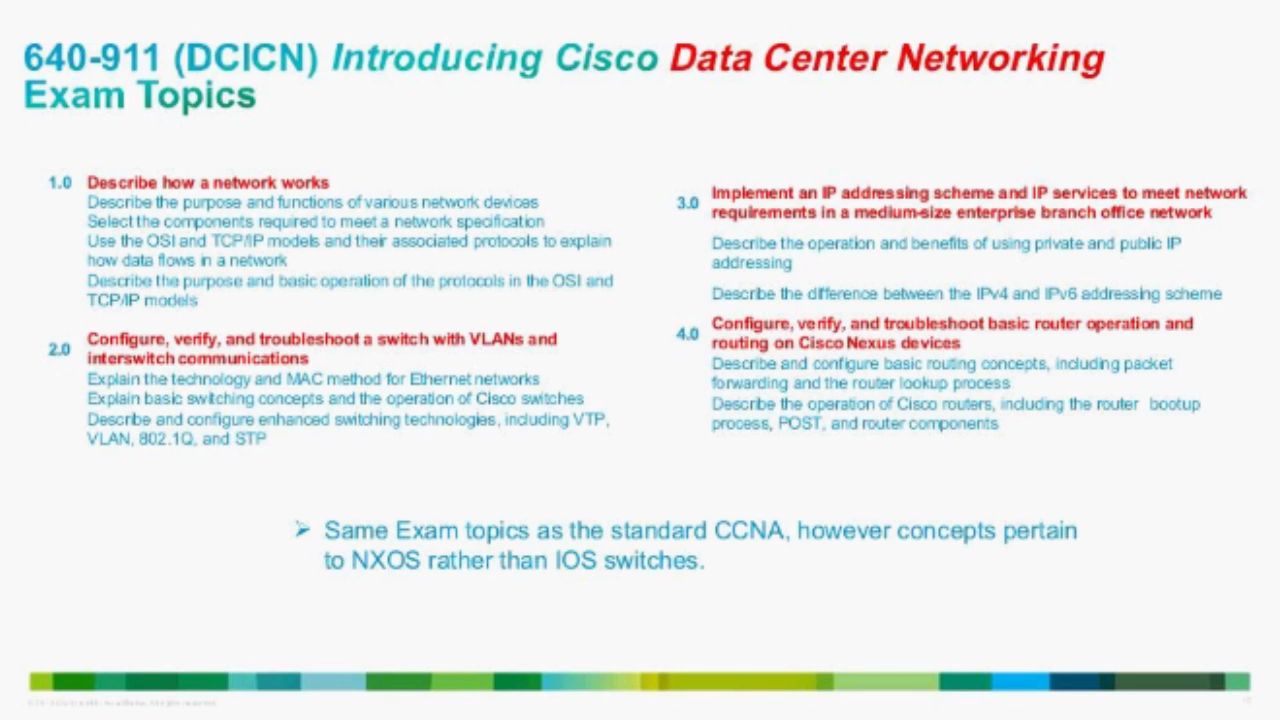 640-911 (DCICN) Introducing Cisco Data Center Networking
Exam Topics
1.0 Describe how a network works
Describe the purpose and functions of various network devices
Select the components required to meet a network specification
Use the OSI and TCP/IP models and their associated protocols to explain
how data flows in a network
Describe the purpose and basic operation of the protocols in the OSI and
TCP/IP models
2.0 Configure, verify, and troubleshoot a switch with VLANs and
interswitch communications
Explain the technology and MAC method for Ethernet networks
Explain basic switching concepts and the operation of Cisco switches
Describe and configure enhanced switching technologies, including VTP,
VLAN, 802.1Q, and STP
3.0 Implement an IP addressing scheme and IP services to meet network
requirements in a medium-size enterprise branch office network
Describe the operation and benefits of using private and public IP
addressing
Describe the difference between the IPv4 and IPv6 addressing scheme
4.0 Configure, verify, and troubleshoot basic router operation and
routing on Cisco Nexus devices
Describe and configure basic routing concepts, including packet
forwarding and the router lookup process
Describe the operation of Cisco routers, including the router bootup
process, POST, and router components
➢ Same Exam topics as the standard CCNA, however concepts pertain
to NXOS rather than IOS switches.